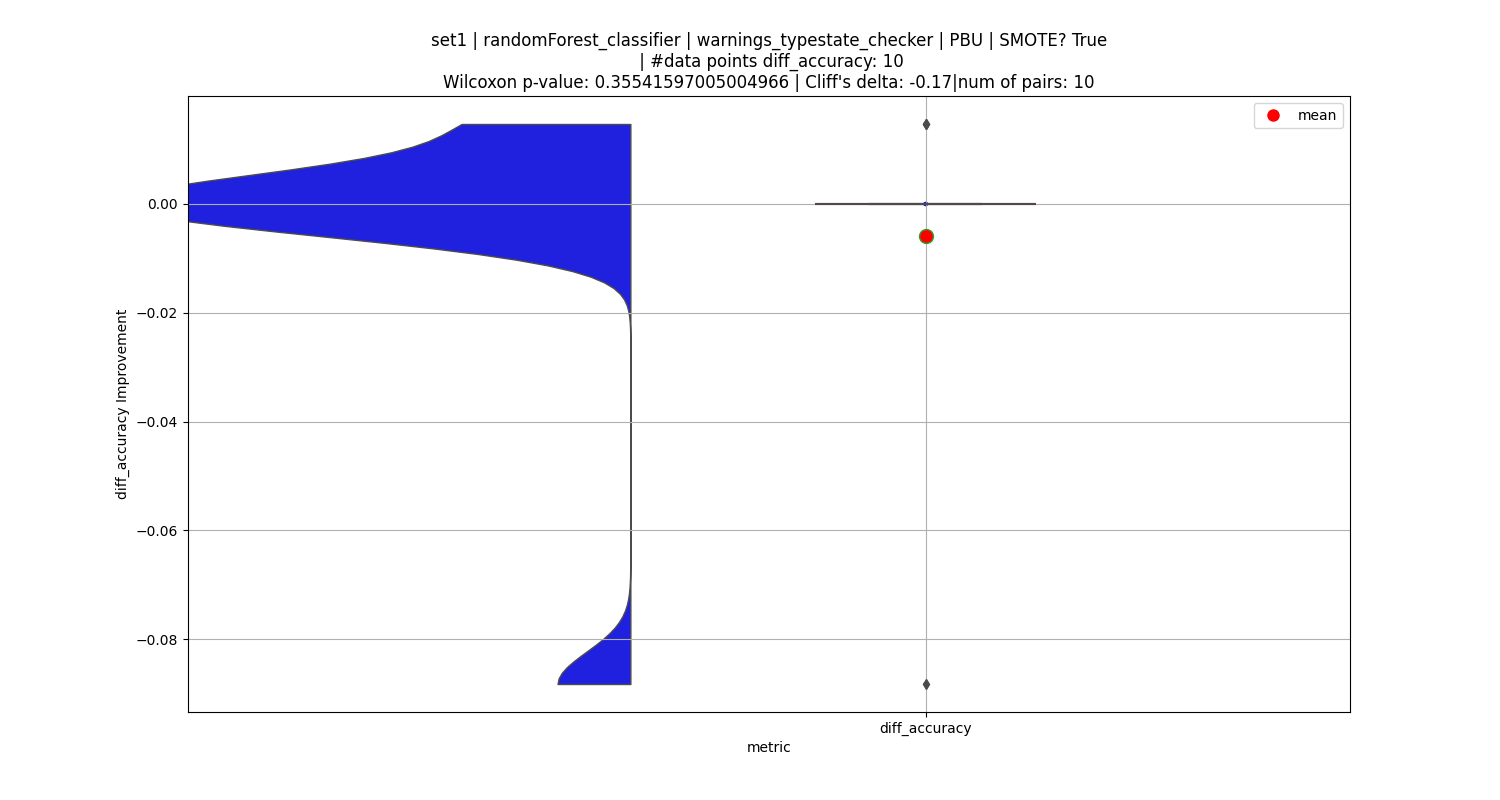 set1 | randomForest_classifier | warnings_typestate_checker | PBU | SMOTE? True
| #data points diff_accuracy: 10
Wilcoxon p-value: 0.35541597005004966 | Cliff's delta: -0.17|num of pairs: 10
mean
0.00
−0.02
−0.04
−0.06
−0.08
diff_accuracy Improvement
diff_accuracy
metric